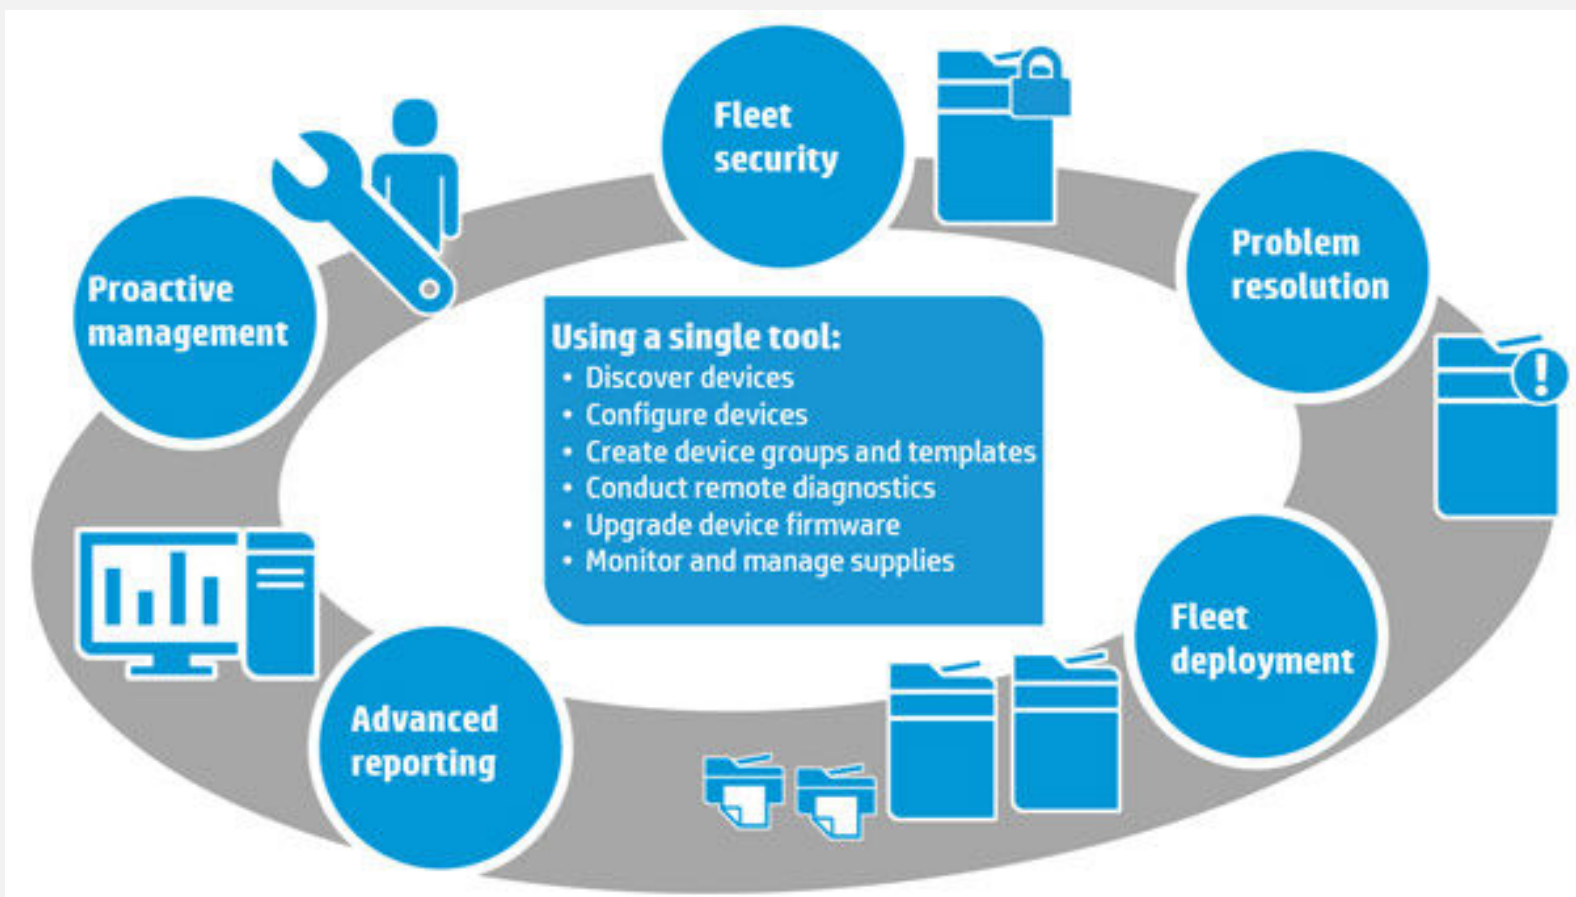 Fleet
security
Problem
resolution
Proactive
management
Using a single tool:
• Discover devices
• Configure devices
• Create device groups and templates
• Conduct remote diagnostics
• Upgrade device firmware
• Monitor and manage supplies
Fleet
deployment
Advanced
reporting